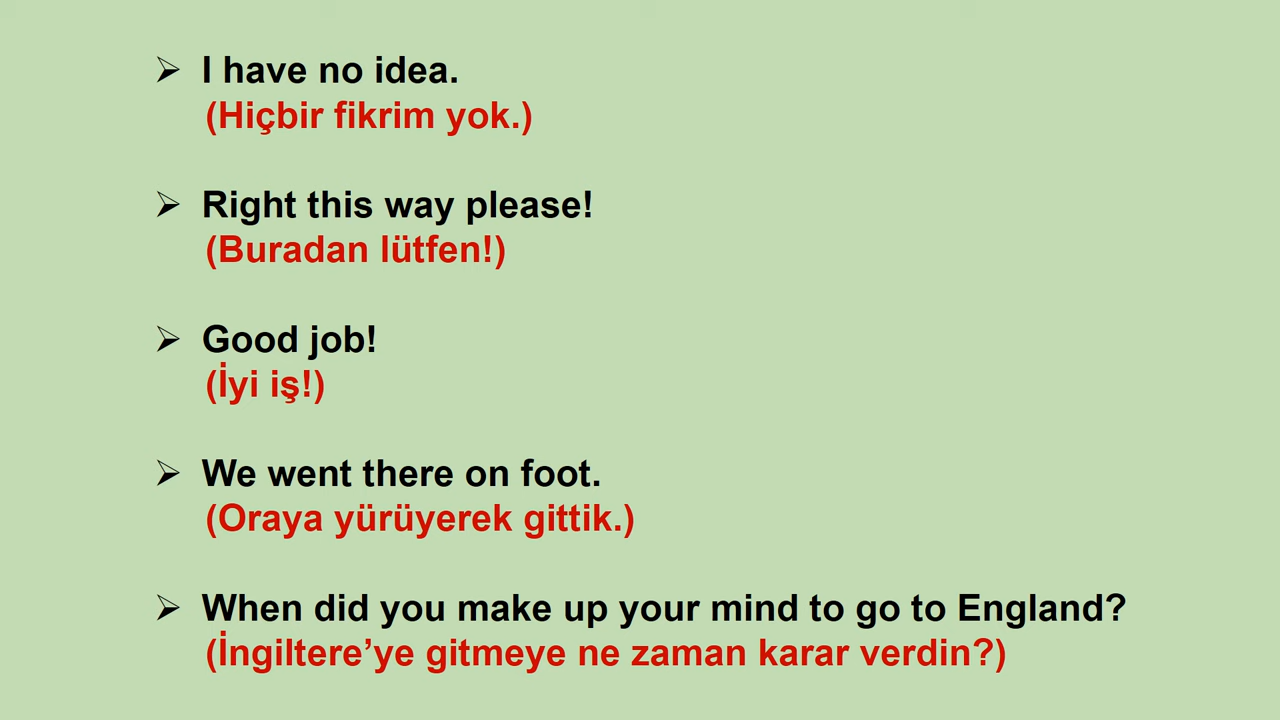 ➢ I have no idea.
(Hiçbir fikrim yok.)
➢ Right this way please!
(Buradan lütfen!)
➢ Good job!
(İyi iş!)
➢ We went there on foot.
(Oraya yürüyerek gittik.)
➢ When did you make up your mind to go to England?
(İngiltere’ye gitmeye ne zaman karar verdin?)